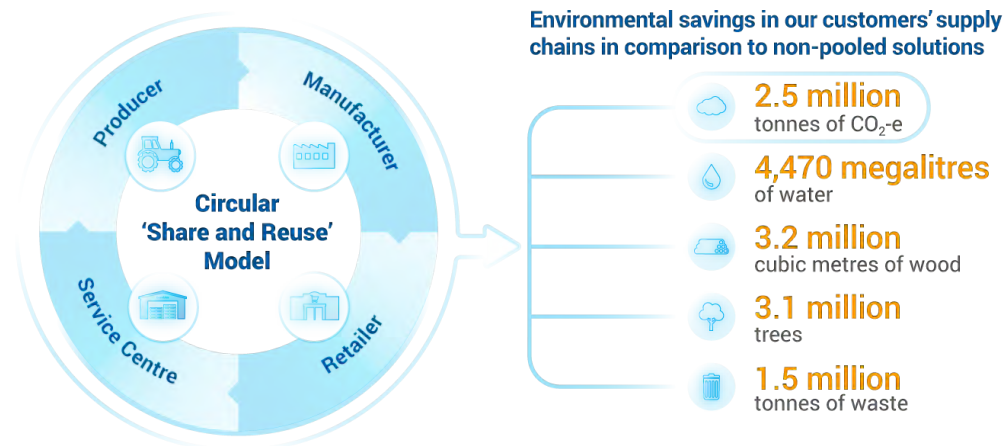 Environmental savings in our customers’ supply
chains in comparison to non-pooled solutions
Producer
Manufacturer
Circular
‘Share and Reuse’
Model
Service Centre
Retailer
2.5 million
tonnes of CO₂-e
4,470 megalitres
of water
3.2 million
cubic metres of wood
3.1 million
trees
1.5 million
tonnes of waste